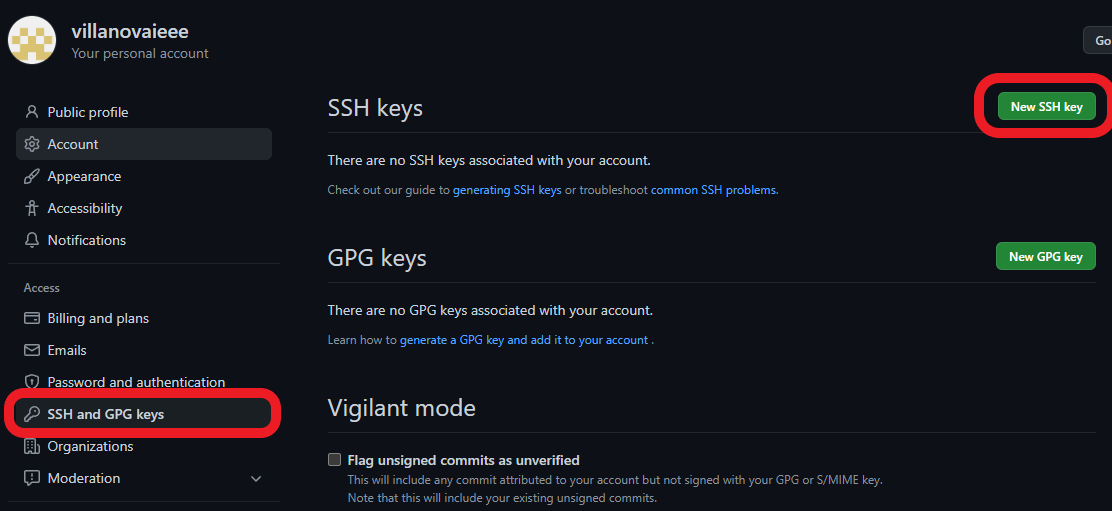 villanovaieee
Your personal account
Go
Public profile
Account
Appearance
Accessibility
Notifications
Access
Billing and plans
Emails
Password and authentication
SSH and GPG keys
Organizations
Moderation
SSH keys
New SSH key
There are no SSH keys associated with your account.
Check out our guide to generating SSH keys or troubleshoot common SSH problems.
GPG keys
New GPG key
There are no GPG keys associated with your account.
Learn how to generate a GPG key and add it to your account .
Vigilant mode
Flag unsigned commits as unverified
This will include any commit attributed to your account but not signed with your GPG or S/MIME key.
Note that this will include your existing unsigned commits.